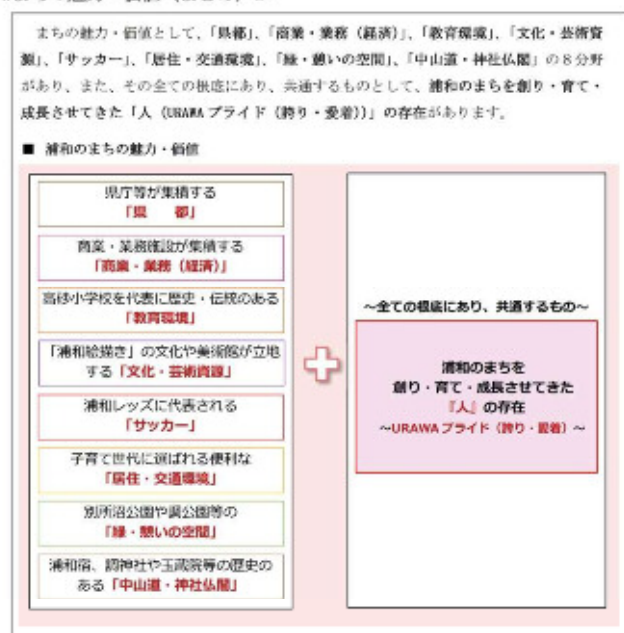 まちの魅力・価値として、「県都」、「商業・業務（経済）」、「教育環境」、「文化・芸術資
源」、「サッカー」、「居住・交通環境」、「緑・憩いの空間」、「中山道・神社仏閣」の８分野
があり、また、その全ての根底にあり、共通するものとして、浦和のまちを創り・育て・
成長させてきた「人（URAWAプライド（誇り・愛着））」の存在があります。
■ 浦和のまちの魅力・価値
県庁等が集積する
「県　都」
商業・業務施設が集積する
「商業・業務（経済）」
高砂小学校を代表に歴史・伝統のある
「教育環境」
「浦和絵描き」の文化や美術館が立地
する「文化・芸術資源」
浦和レッズに代表される
「サッカー」
子育て世代に選ばれる便利な
「居住・交通環境」
別所沼公園や調公園等の
「緑・憩いの空間」
浦和宿、調神社や玉蔵院等の歴史の
ある「中山道・神社仏閣」
～全ての根底にあり、共通するもの～
浦和のまちを
創り・育て・成長させてきた
『人』の存在
～URAWAプライド（誇り・愛着）～